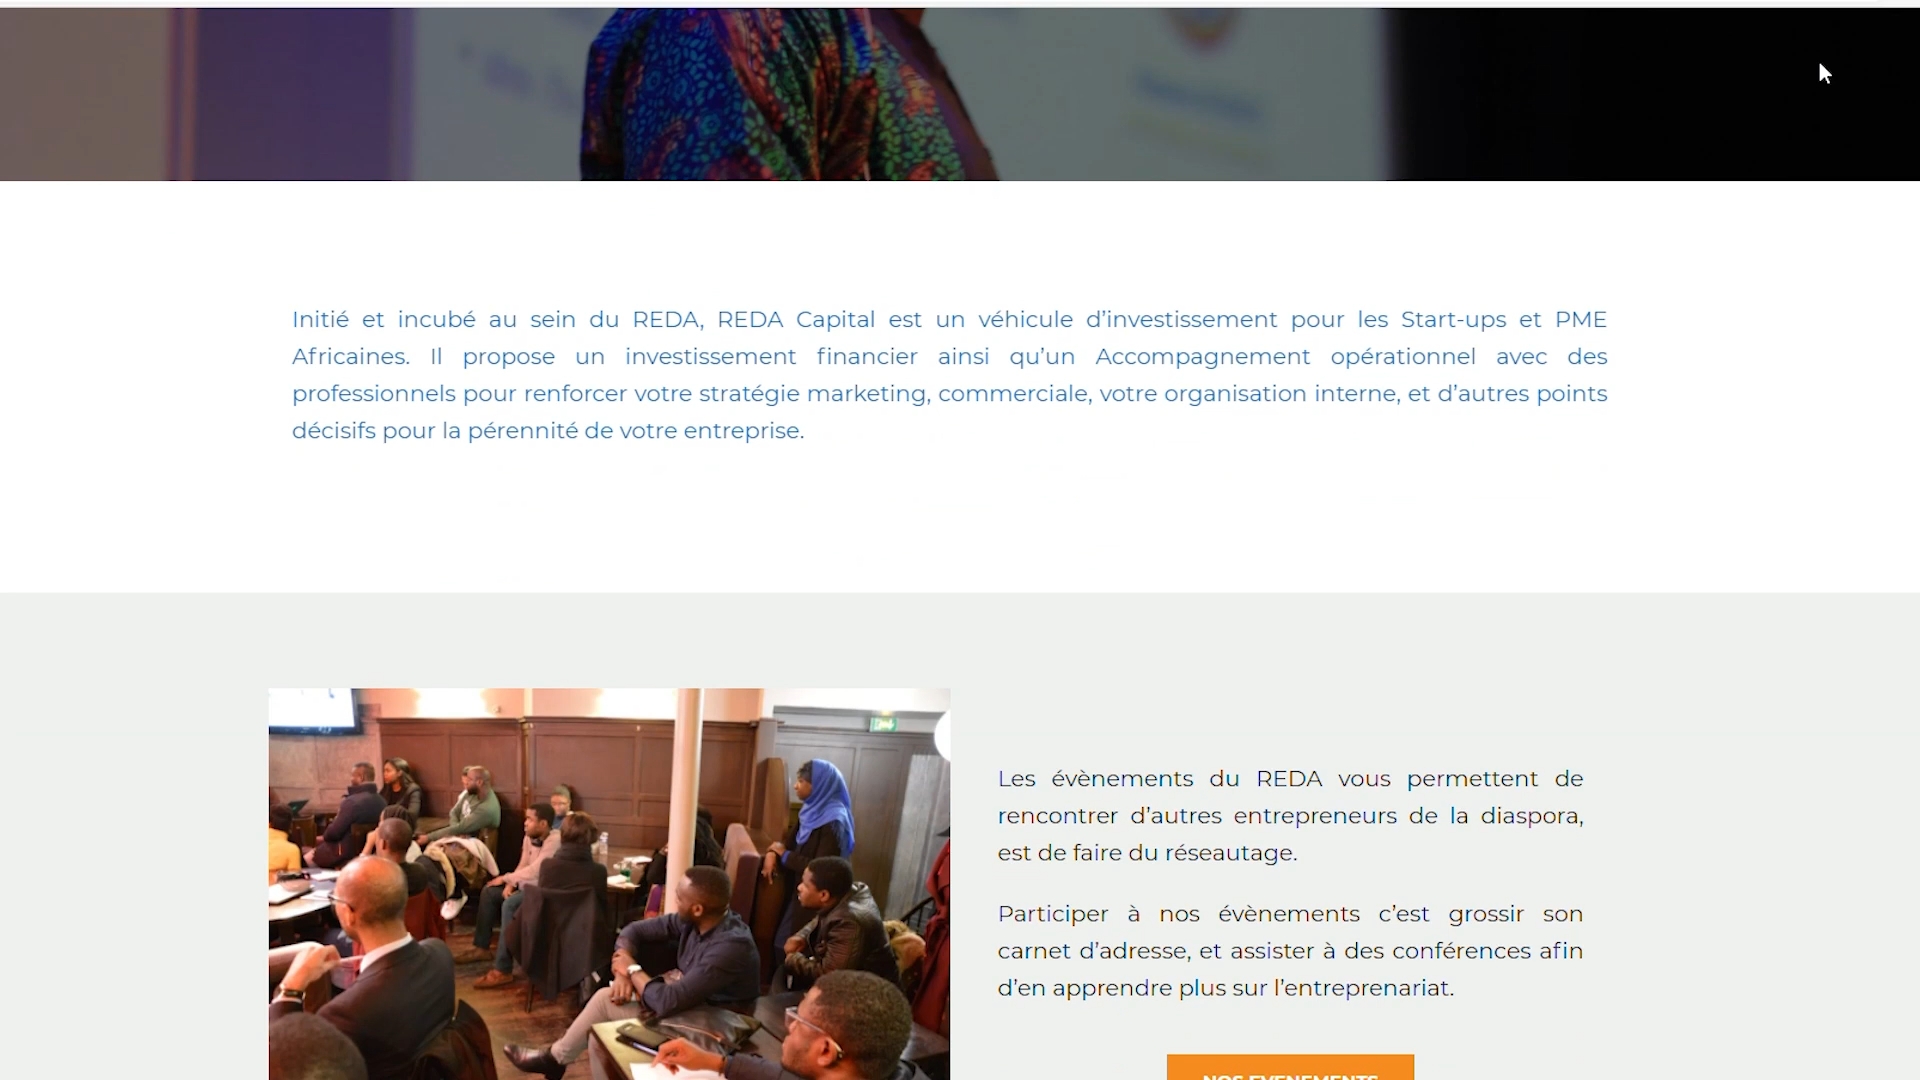 Initié et incubé au sein du REDA, REDA Capital est un véhicule d’investissement pour les Start-ups et PME
Africaines. Il propose un investissement financier ainsi qu’un Accompagnement opérationnel avec des
professionnels pour renforcer votre stratégie marketing, commerciale, votre organisation interne, et d’autres points
décisifs pour la pérennité de votre entreprise.
Les évènements du REDA vous permettent de
rencontrer d’autres entrepreneurs de la diaspora,
est de faire du réseautage.
Participer à nos évènements c’est grossir son
carnet d’adresse, et assister à des conférences afin
d’en apprendre plus sur l’entreprenariat.
NOS EVENEMENTS